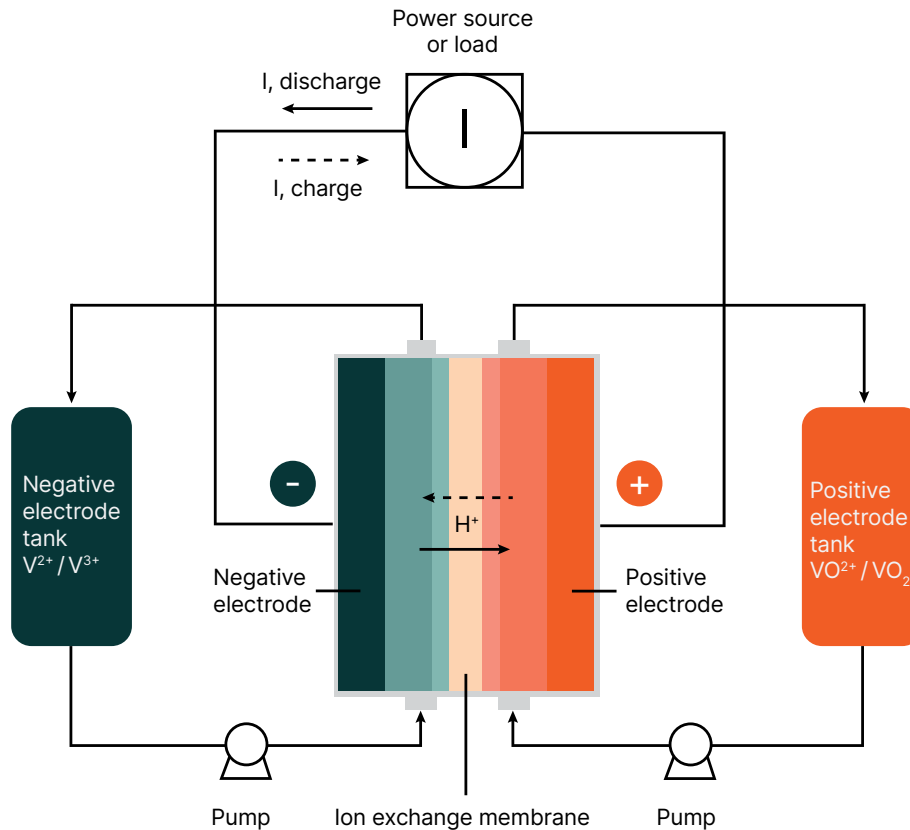 Power source
or load
I, discharge
I
I, charge
-
+
Negative
electrode
tank
V²⁺ / V³⁺
H⁺
Positive
electrode
tank
VO²⁺ / VO₂
Negative
electrode
Positive
electrode
Pump
Ion exchange membrane
Pump